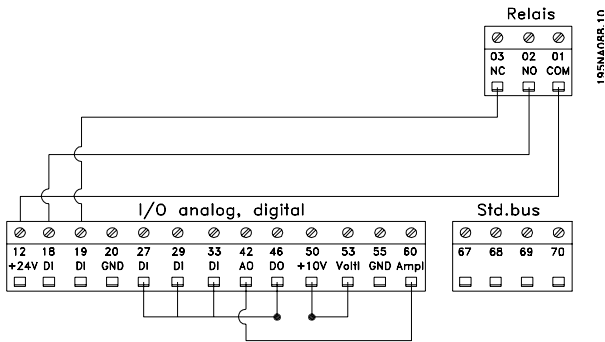 Relais
03 02 01
NC NO COM
195NA088.10
I/O analog, digital
12 18 19 20 27 29 33 42 46 50 53 55 60
+24V DI DI GND DI DI DI AO DO +10V Volti GND Ampl
Std.bus
67 68 69 70